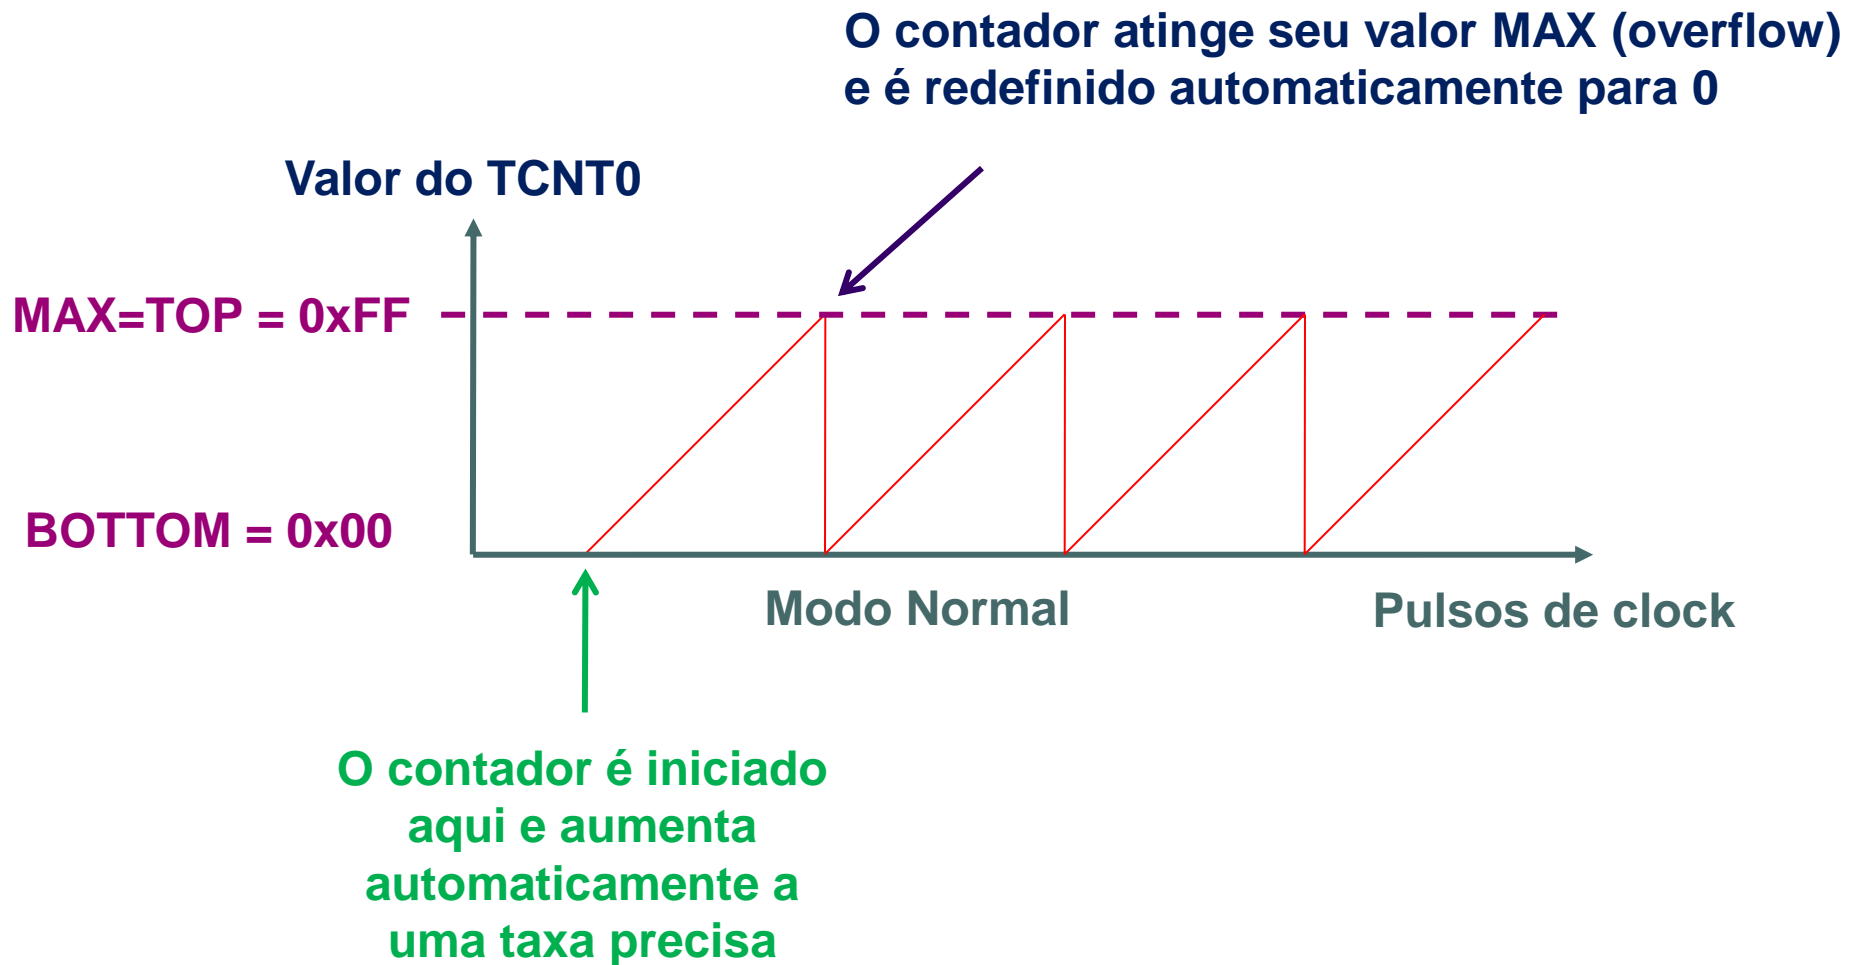 O contador atinge seu valor MAX (overflow)
e é redefinido automaticamente para 0
Valor do TCNT0
MAX=TOP = 0xFF
BOTTOM = 0x00
Modo Normal
Pulsos de clock
O contador é iniciado
aqui e aumenta
automaticamente a
uma taxa precisa